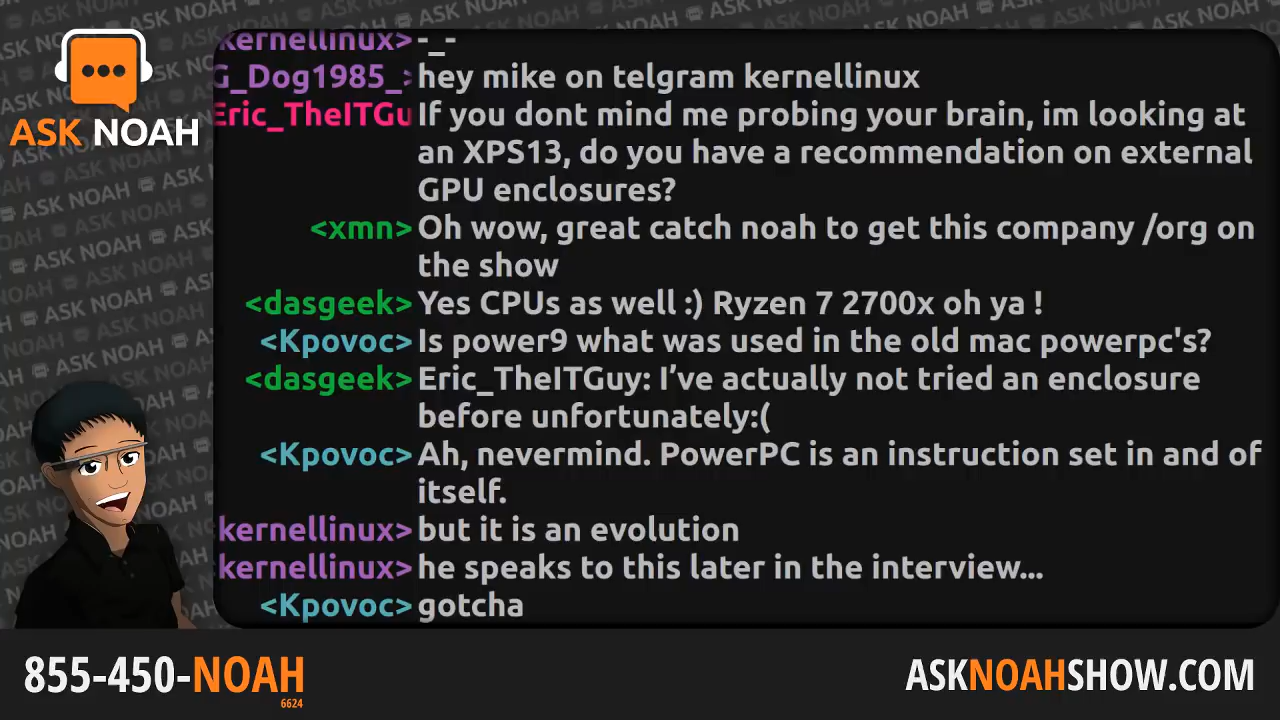 ASK NOAH
kernellinux> -_-
G_Dog1985_> hey mike on telgram kernellinux
Eric_TheITGu If you dont mind me probing your brain, im looking at
an XPS13, do you have a recommendation on external
GPU enclosures?
<xmn> Oh wow, great catch noah to get this company /org on
the show
<dasgeek> Yes CPUs as well :) Ryzen 7 2700x oh ya !
<Kpovoc> Is power9 what was used in the old mac powerpc's?
<dasgeek> Eric_TheITGuy: I’ve actually not tried an enclosure
before unfortunately:(
<Kpovoc> Ah, nevermind. PowerPC is an instruction set in and of
itself.
kernellinux> but it is an evolution
kernellinux> he speaks to this later in the interview...
<Kpovoc> gotcha
855-450-NOAH
6624
ASKNOAHSHOW.COM